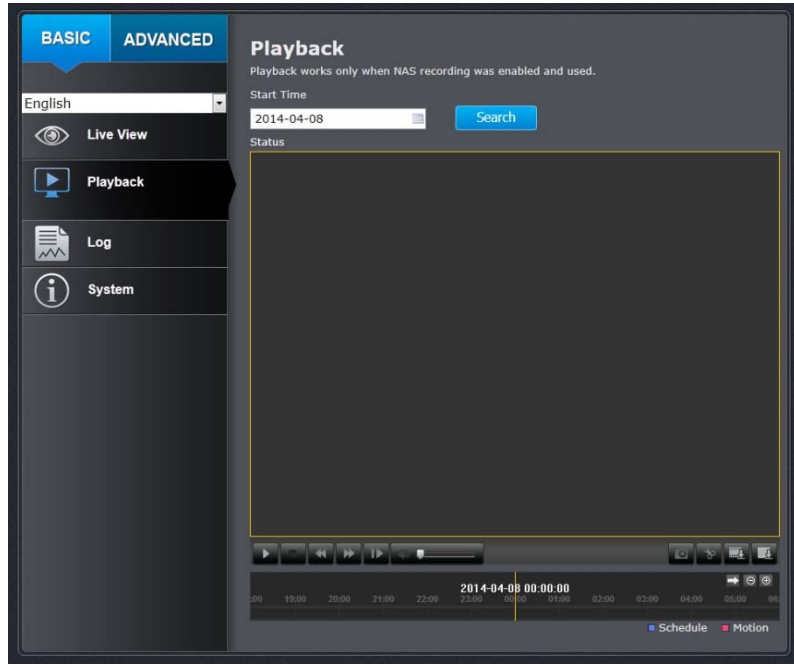 BASIC ADVANCED
English
Live View
Playback
Log
System
Playback
Playback works only when NAS recording was enabled and used.
Start Time
2014-04-08 Search
Status
2014-04-08 00:00:00
:00 19:00 20:00 21:00 22:00 23:00 00:00 01:00 02:00 03:00 04:00 05:00 06:
Schedule Motion